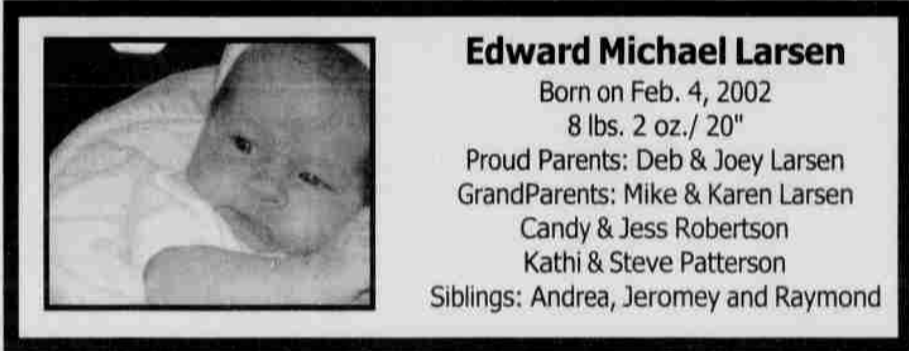 Edward Michael Larsen
Born on Feb. 4, 2002
8 lbs. 2 oz./ 20"
Proud Parents: Deb & Joey Larsen
GrandParents: Mike & Karen Larsen
Candy & Jess Robertson
Kathi & Steve Patterson
Siblings: Andrea, Jeromey and Raymond